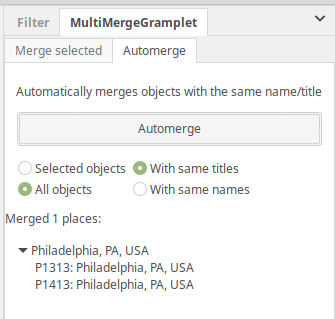 Filter MultiMergeGramplet
Merge selected Automerge
Automatically merges objects with the same name/title
Automerge
Selected objects With same titles
All objects With same names
Merged 1 places:
Philadelphia, PA, USA
P1313: Philadelphia, PA, USA
P1413: Philadelphia, PA, USA